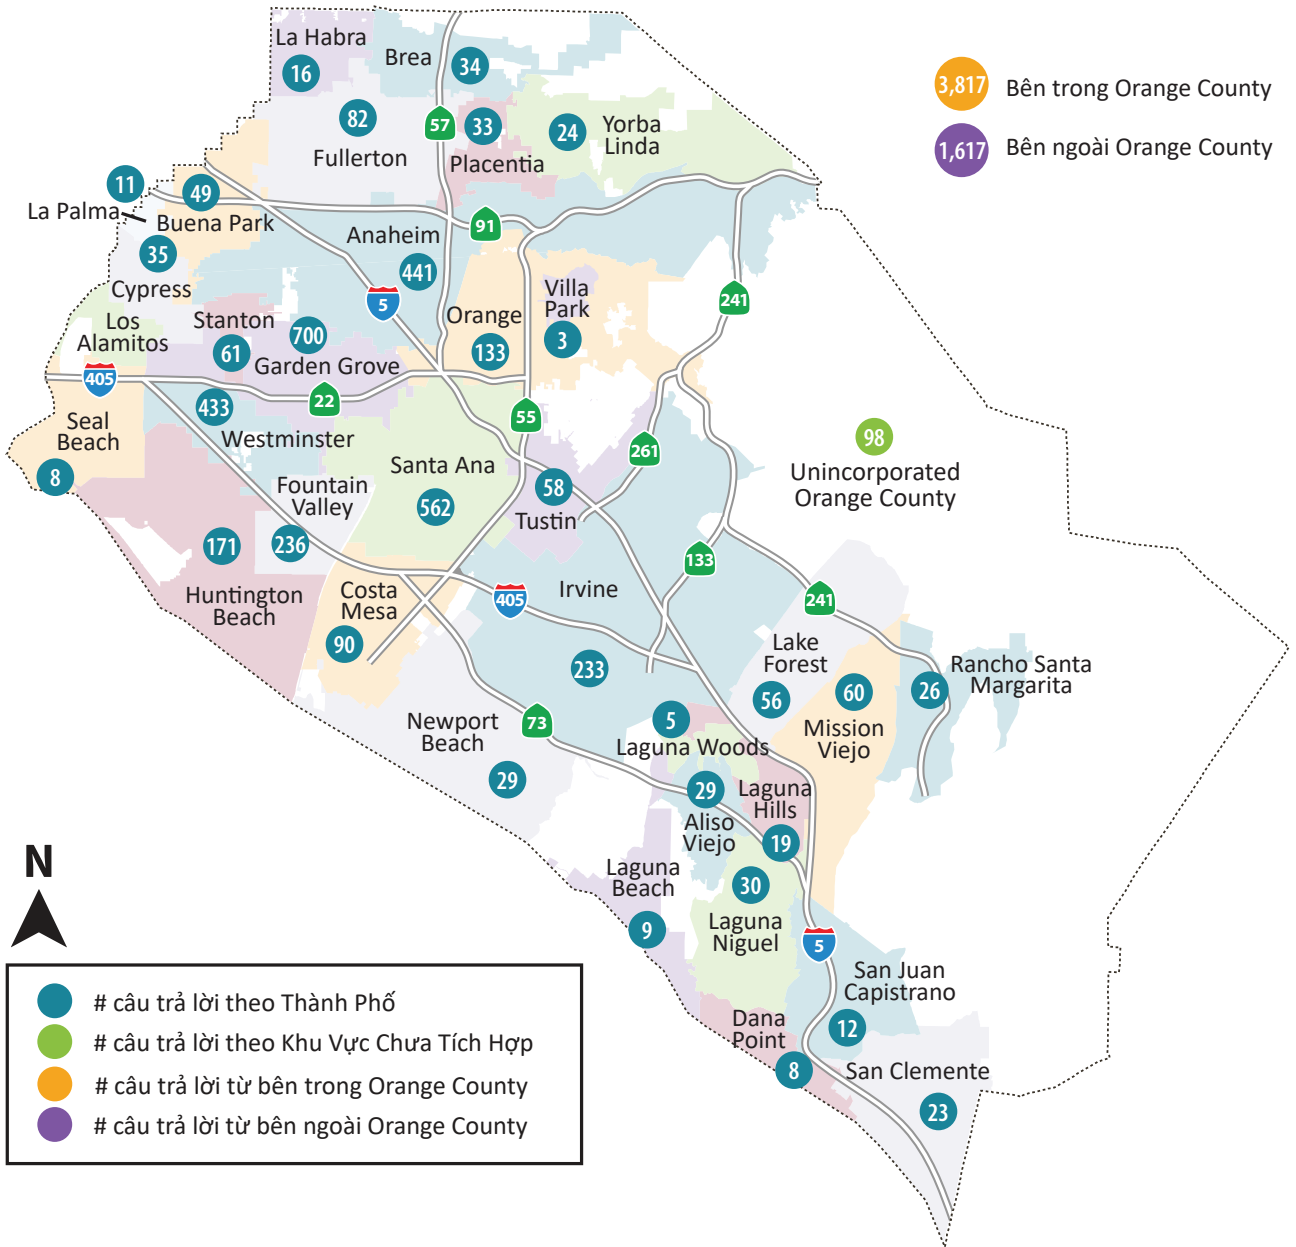 La Habra
16
Brea
34
3,817
Bên trong Orange County
1,617
Bên ngoài Orange County
82
Fullerton
57
33
Placentia
24
Yorba
Linda
11
La Palma
49
Buena Park
91
Anaheim
441
35
Cypress
5
241
Villa
Park
3
Orange
133
Los
Alamitos
Stanton
61
700
Garden Grove
405
22
433
Westminster
55
261
Seal
Beach
8
98
Unincorporated
Orange County
Santa Ana
562
Fountain
Valley
236
58
Tustin
171
Huntington
Beach
133
Irvine
405
241
Costa
Mesa
90
233
Lake
Forest
56
60
Mission
Viejo
26
Rancho Santa
Margarita
Newport
Beach
29
73
5
Laguna Woods
29
Aliso
Viejo
Laguna
Hills
19
Laguna
Beach
9
30
Laguna
Niguel
5
San Juan
Capistrano
12
Dana
Point
8
San Clemente
23
N
# câu trả lời theo Thành Phố
# câu trả lời theo Khu Vực Chưa Tích Hợp
# câu trả lời từ bên trong Orange County
# câu trả lời từ bên ngoài Orange County